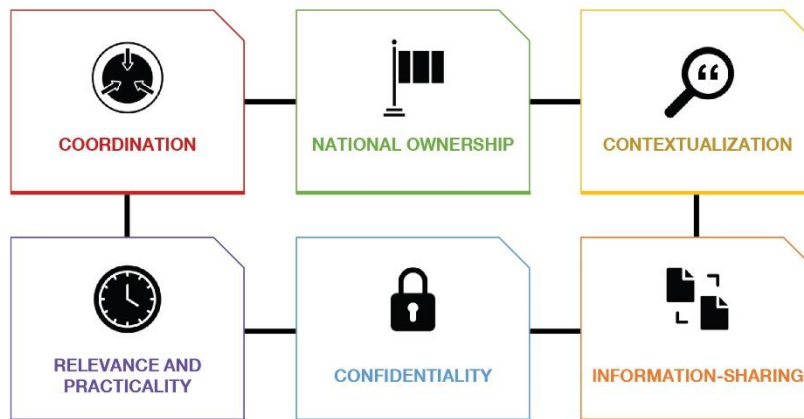 COORDINATION
NATIONAL OWNERSHIP
CONTEXTUALIZATION
RELEVANCE AND
PRACTICALITY
CONFIDENTIALITY
INFORMATION-SHARING